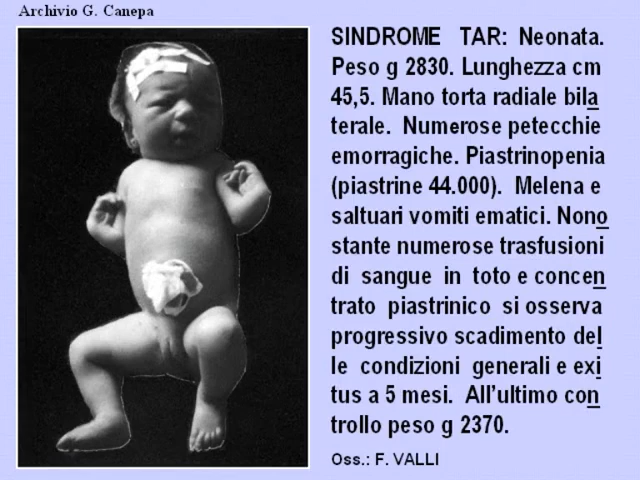 Archivio G. Canepa
SINDROME TAR: Neonata.
Peso g 2830. Lunghezza cm
45,5. Mano torta radiale bila
terale. Numerose petecchie
emorragiche. Piastrinopenia
(piastrine 44.000). Melena e
saltuari vomiti ematici. Nono
stante numerose trasfusioni
di sangue in toto e concen
trato piastrinico si osserva
progressivo scadimento del
le condizioni generali e exi
tus a 5 mesi. All'ultimo con
trollo peso g 2370.
Oss.: F. VALLI